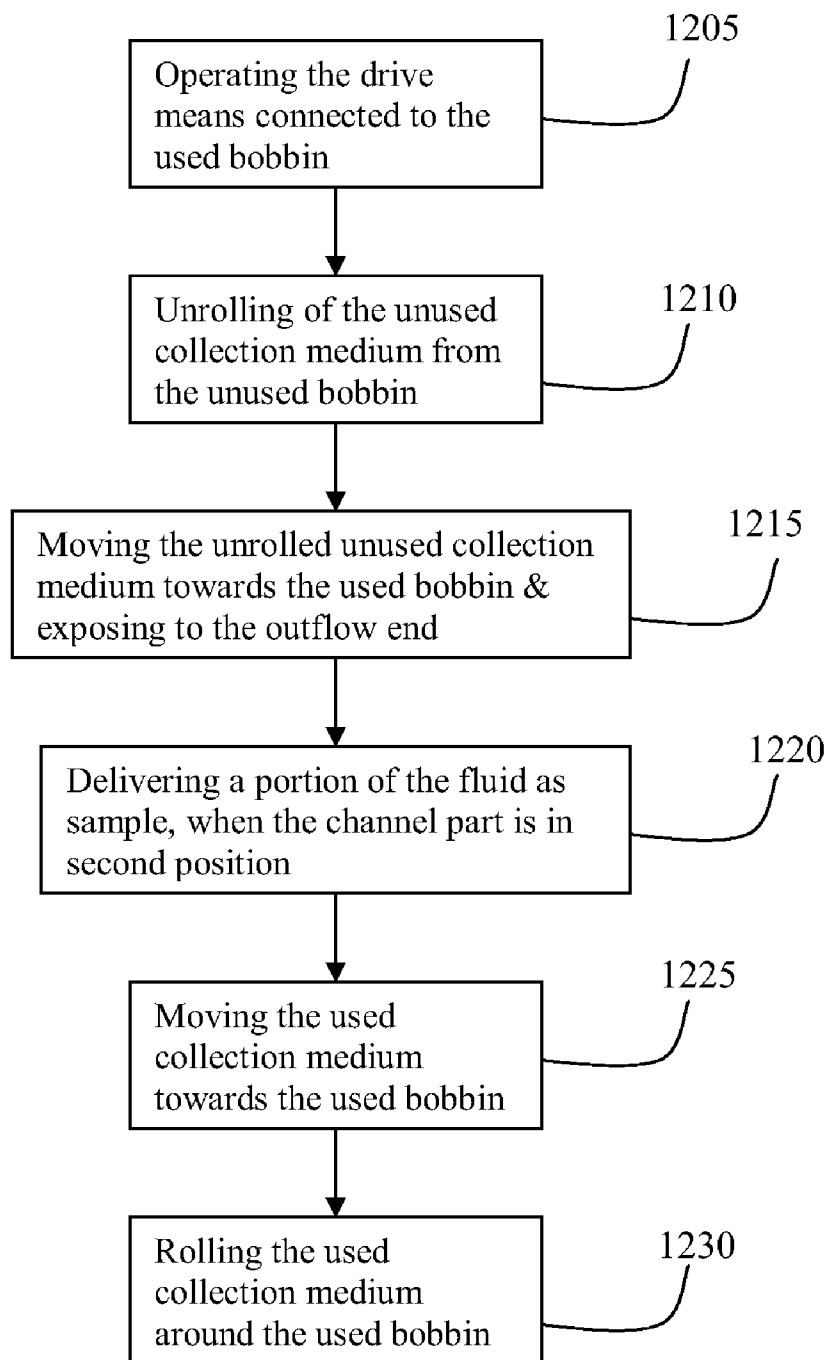 1205
Operating the drive
means connected to the
used bobbin
1210
Unrolling of the unused
collection medium from
the unused bobbin
1215
Moving the unrolled unused collection
medium towards the used bobbin &
exposing to the outflow end
1220
Delivering a portion of the fluid as
sample, when the channel part is in
second position
1225
Moving the used
collection medium
towards the used bobbin
1230
Rolling the used
collection medium
around the used bobbin